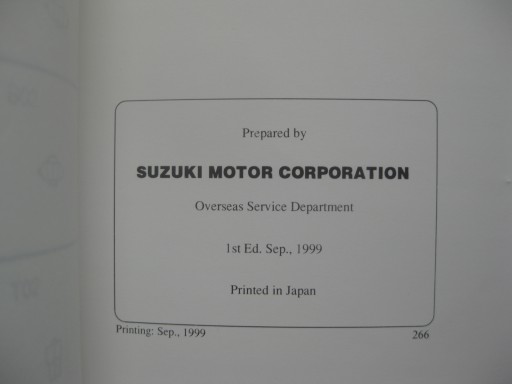 Prepared by
SUZUKI MOTOR CORPORATION
Overseas Service Department
1st Ed. Sep., 1999
Printed in Japan
Printing: Sep., 1999 266